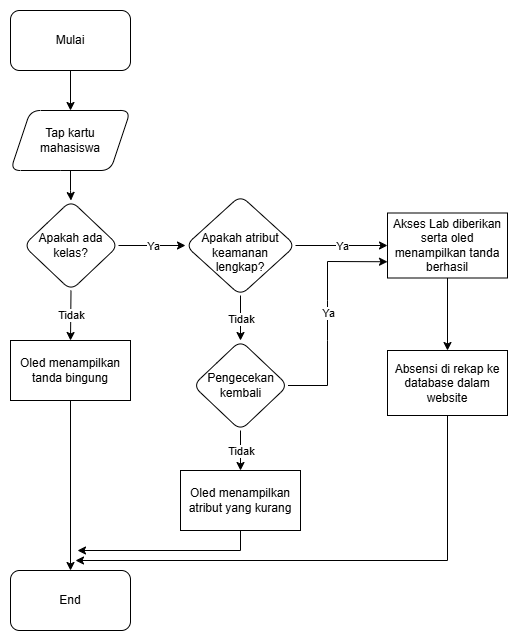 Mulai
Tap kartu
mahasiswa
Apakah ada
kelas?
Ya
Apakah atribut
keamanan
lengkap?
Ya
Akses Lab diberikan
serta oled
menampilkan tanda
berhasil
Tidak
Tidak
Ya
Oled menampilkan
tanda bingung
Pengecekan
kembali
Absensi di rekap ke
database dalam
website
Tidak
Oled menampilkan
atribut yang kurang
End